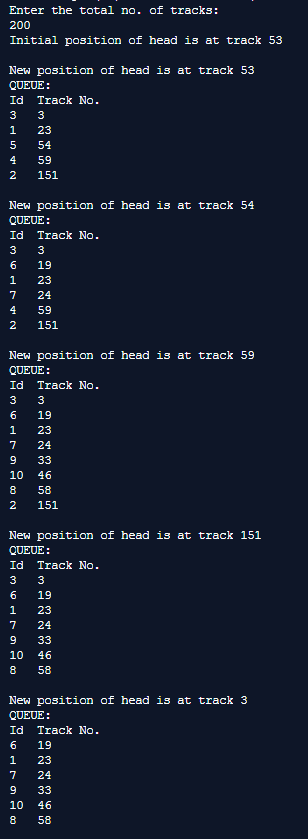 Enter the total no. of tracks:
200
Initial position of head is at track 53
New position of head is at track 53
QUEUE:
Id Track No.
3 3
1 23
5 54
4 59
2 151
New position of head is at track 54
QUEUE:
Id Track No.
3 3
6 19
1 23
7 24
4 59
2 151
New position of head is at track 59
QUEUE:
Id Track No.
3 3
6 19
1 23
7 24
9 33
10 46
8 58
2 151
New position of head is at track 151
QUEUE:
Id Track No.
3 3
6 19
1 23
7 24
9 33
10 46
8 58
New position of head is at track 3
QUEUE:
Id Track No.
6 19
1 23
7 24
9 33
10 46
8 58